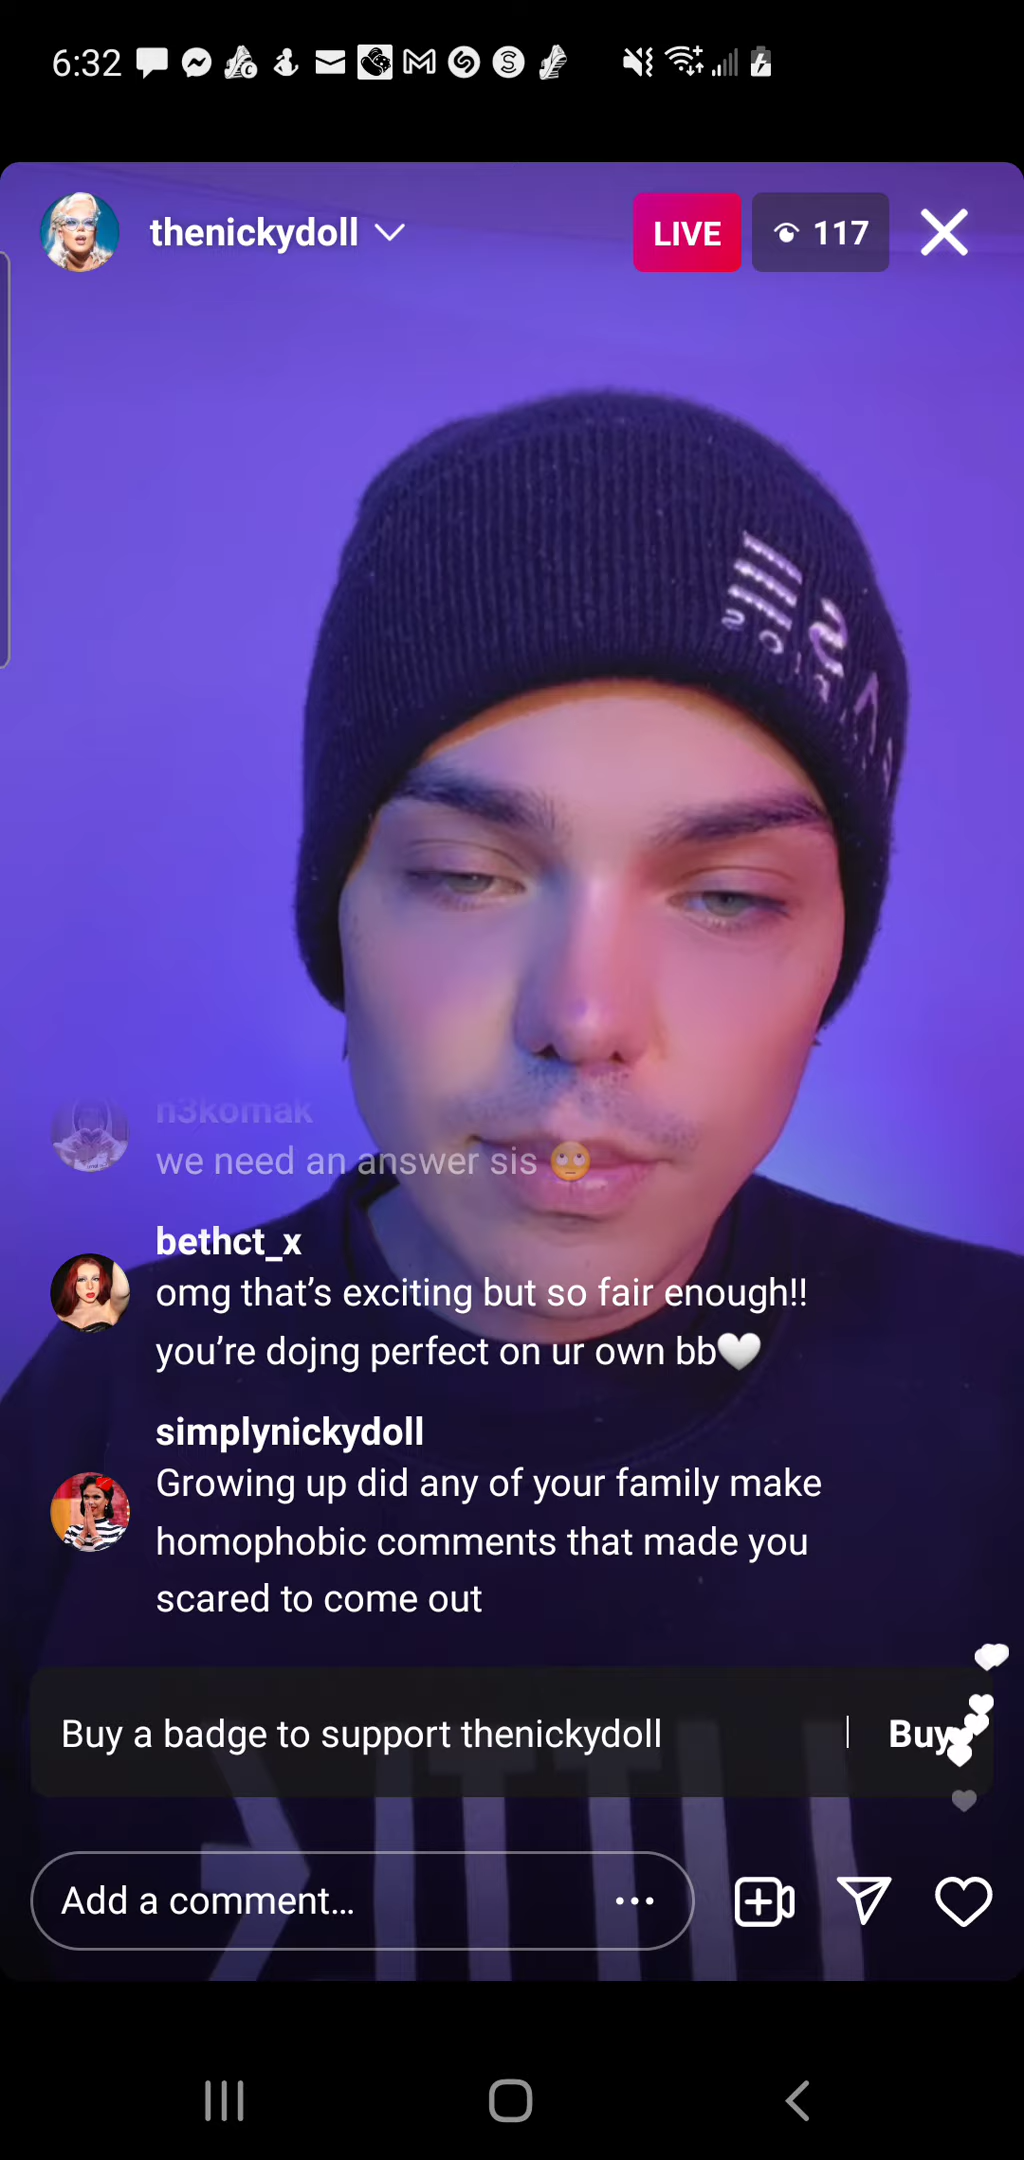 6:32
thenickydoll
LIVE
117
n3komak
we need an answer sis 🙄
bethct_x
omg that's exciting but so fair enough!!
you're dojng perfect on ur own bb🤍
simplynickydoll
Growing up did any of your family make
homophobic comments that made you
scared to come out
Buy a badge to support thenickydoll | Buy
Add a comment...